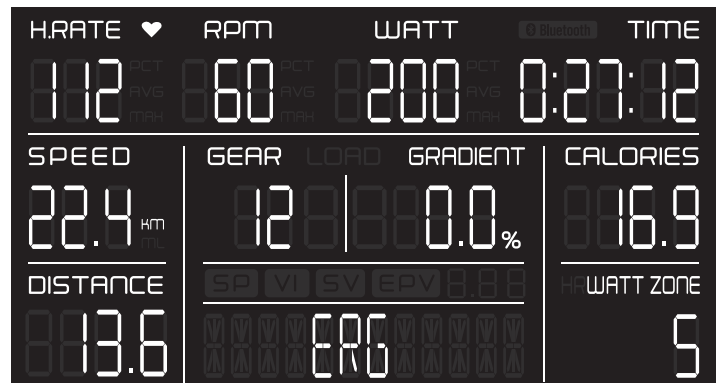 H.RATE RPM WATT Bluetooth TIME
112 PCT AVG MAX 60 PCT AVG MAX 200 PCT AVG MAX 0:27:12
SPEED GEAR LOAD GRADIENT CALORIES
22.4 KM ML 12 0.0% 16.9
DISTANCE SP VI SV EPV HR WATT ZONE
13.6 ERG 5